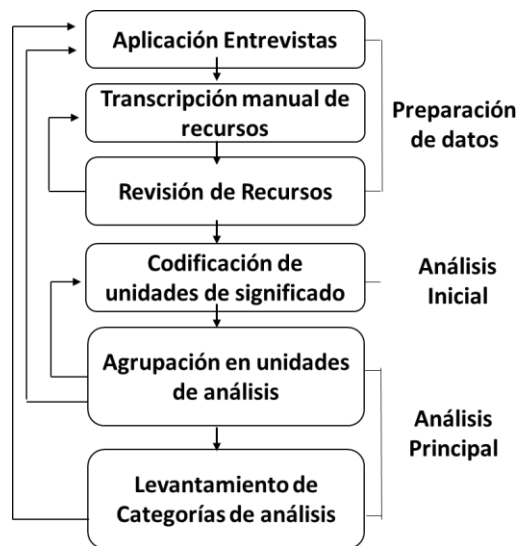 Aplicación Entrevistas
Transcripción manual de
recursos
Revisión de Recursos
Preparación
de datos
Codificación de
unidades de significado
Análisis
Inicial
Agrupación en unidades
de análisis
Levantamiento de
Categorías de análisis
Análisis
Principal